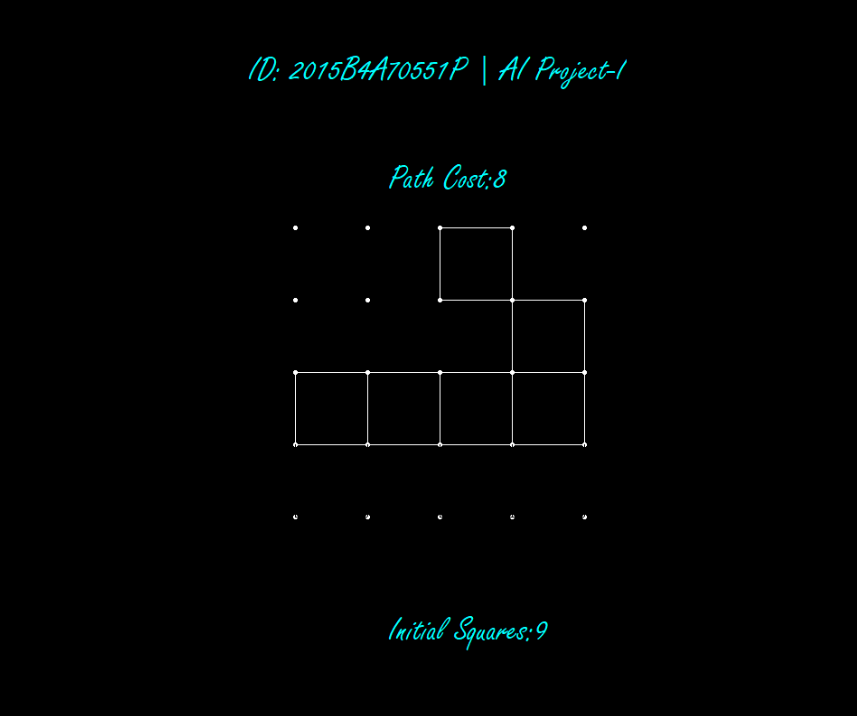 ID: 2015B4A70551P | AI Project-1
Path Cost:8
Initial Squares:9